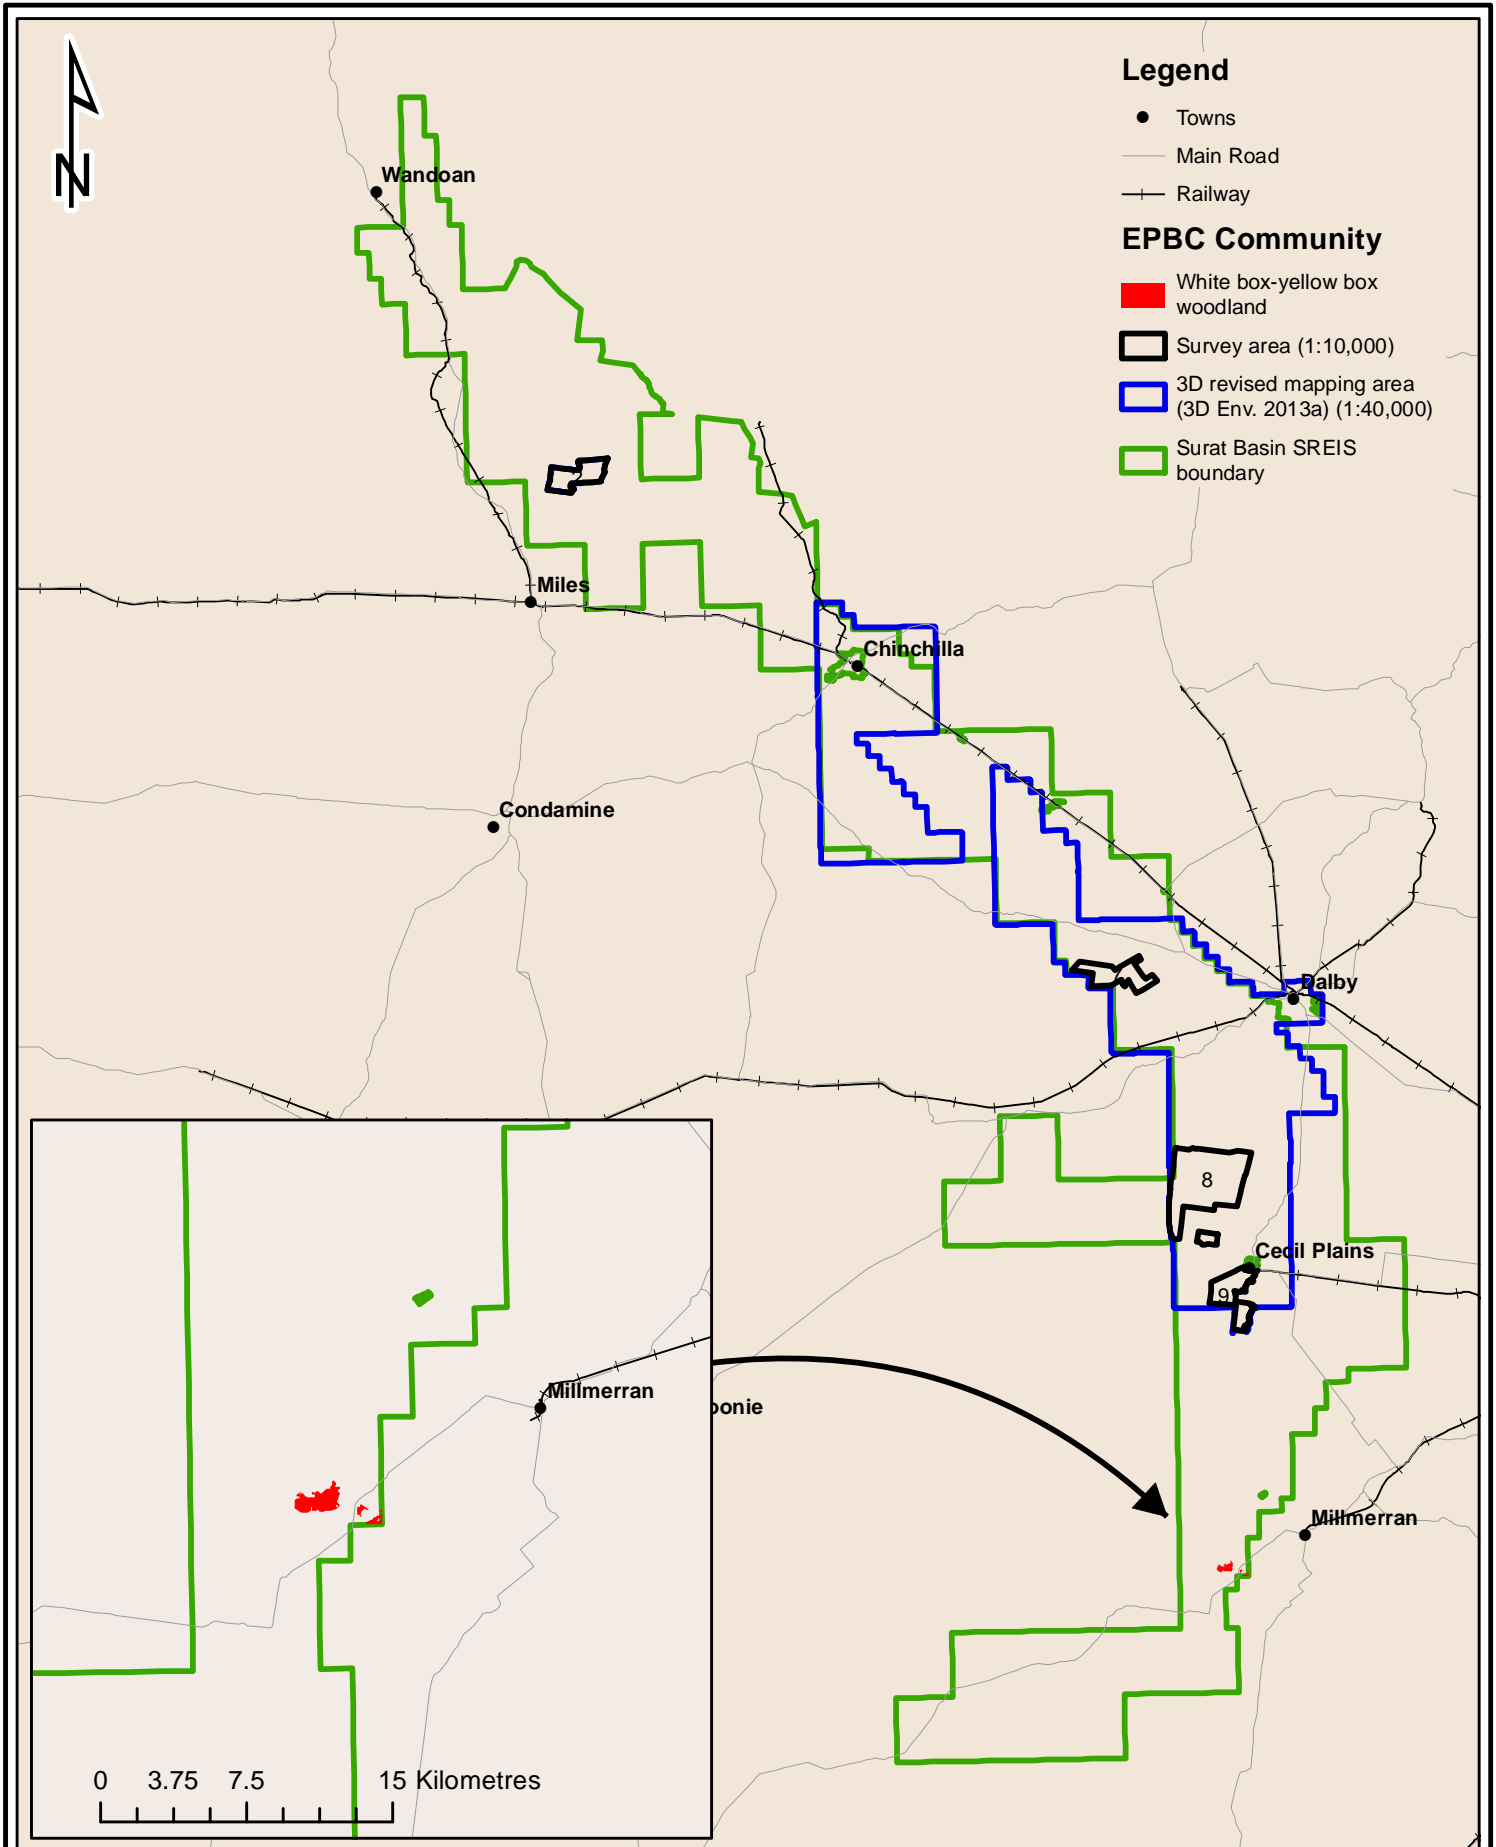 Legend
Towns
Main Road
Railway
EPBC Community
White box-yellow box
woodland
Survey area (1:10,000)
3D revised mapping area
(3D Env. 2013a) (1:40,000)
Surat Basin SREIS
boundary
N
Wandoan
Miles
Chinchilla
Condamine
Dalby
8
Cecil Plains
9
Millmerran
oonie
Millmerran
0 3.75 7.5 15 Kilometres